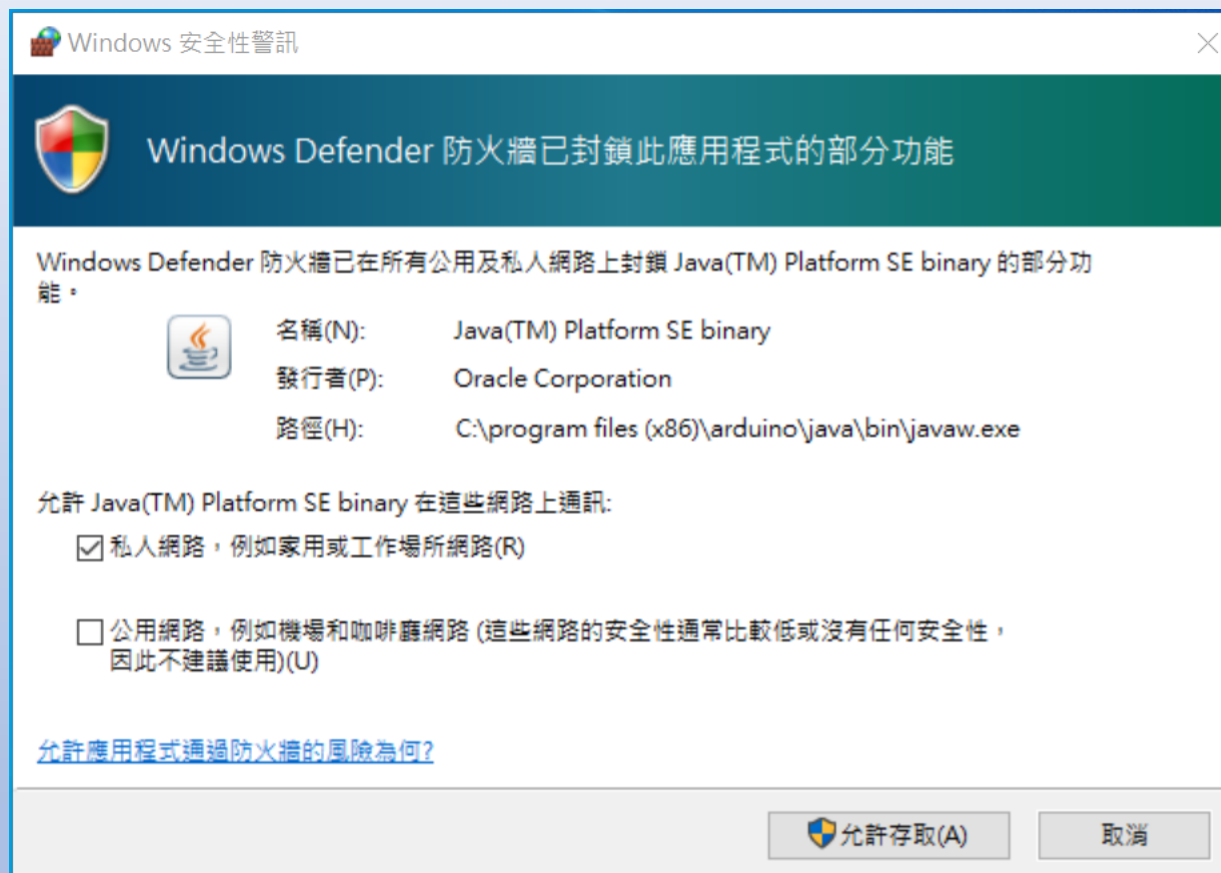 Windows 安全性警訊
Windows Defender 防火牆已封鎖此應用程式的部分功能
Windows Defender 防火牆已在所有公用及私人網路上封鎖 Java(TM) Platform SE binary 的部分功
能。
名稱(N): Java(TM) Platform SE binary
發行者(P): Oracle Corporation
路徑(H): C:\program files (x86)\arduino\java\bin\javaw.exe
允許 Java(TM) Platform SE binary 在這些網路上通訊:
私人網路，例如家用或工作場所網路(R)
公用網路，例如機場和咖啡廳網路 (這些網路的安全性通常比較低或沒有任何安全性，
因此不建議使用)(U)
允許應用程式通過防火牆的風險為何?
允許存取(A) 取消